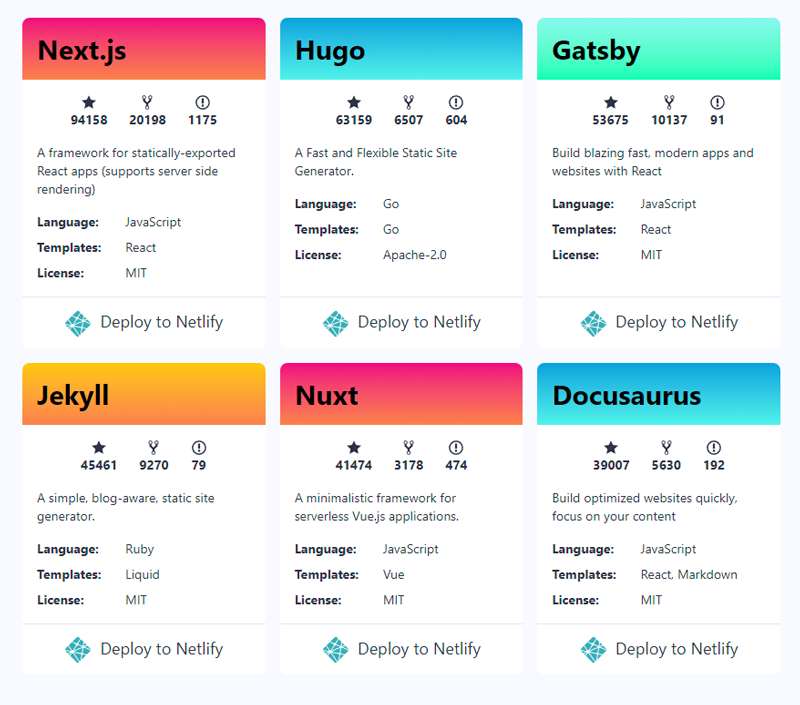 Next.js
94158 20198 1175
A framework for statically-exported
React apps (supports server side
rendering)
Language: JavaScript
Templates: React
License: MIT
Deploy to Netlify
Hugo
63159 6507 604
A Fast and Flexible Static Site
Generator.
Language: Go
Templates: Go
License: Apache-2.0
Deploy to Netlify
Gatsby
53675 10137 91
Build blazing fast, modern apps and
websites with React
Language: JavaScript
Templates: React
License: MIT
Deploy to Netlify
Jekyll
45461 9270 79
A simple, blog-aware, static site
generator.
Language: Ruby
Templates: Liquid
License: MIT
Deploy to Netlify
Nuxt
41474 3178 474
A minimalistic framework for
serverless Vue.js applications.
Language: JavaScript
Templates: Vue
License: MIT
Deploy to Netlify
Docusaurus
39007 5630 192
Build optimized websites quickly,
focus on your content
Language: JavaScript
Templates: React, Markdown
License: MIT
Deploy to Netlify